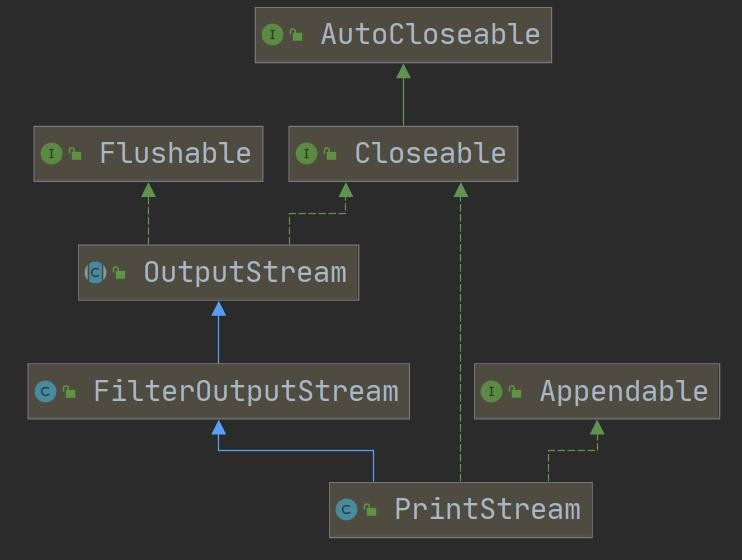 I AutoCloseable
I Flushable
I Closeable
C OutputStream
C FilterOutputStream
I Appendable
C PrintStream